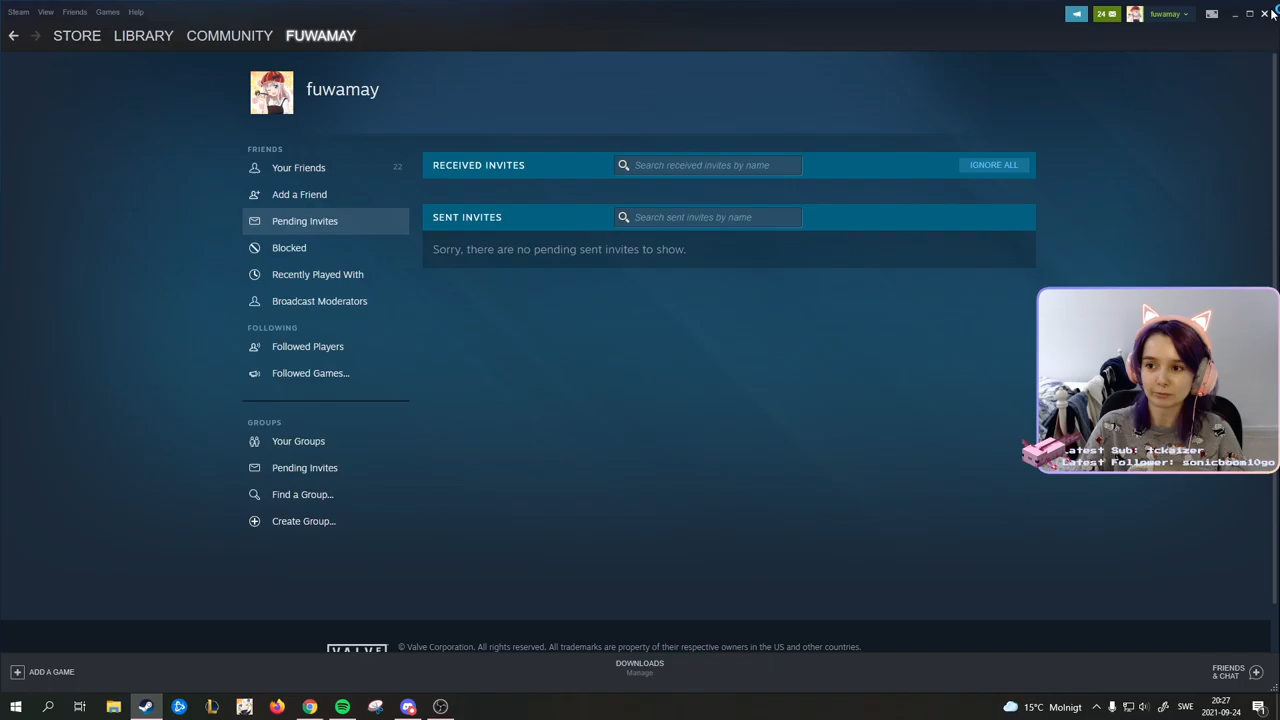 Steam View Friends Games Help
24 fuwamay
STORE LIBRARY COMMUNITY FUWAMAY
fuwamay
FRIENDS
Your Friends 22
Add a Friend
Pending Invites
Blocked
Recently Played With
Broadcast Moderators
FOLLOWING
Followed Players
Followed Games...
GROUPS
Your Groups
Pending Invites
Find a Group...
Create Group...
RECEIVED INVITES Search received invites by name IGNORE ALL
SENT INVITES Search sent invites by name
Sorry, there are no pending sent invites to show.
Latest Sub: ickaizer
Latest Follower: sonicboom10go
VALVE © Valve Corporation. All rights reserved. All trademarks are property of their respective owners in the US and other countries.
ADD A GAME
DOWNLOADS
Manage
FRIENDS
& CHAT
15°C Molnigt SWE 20:27
2021-09-24